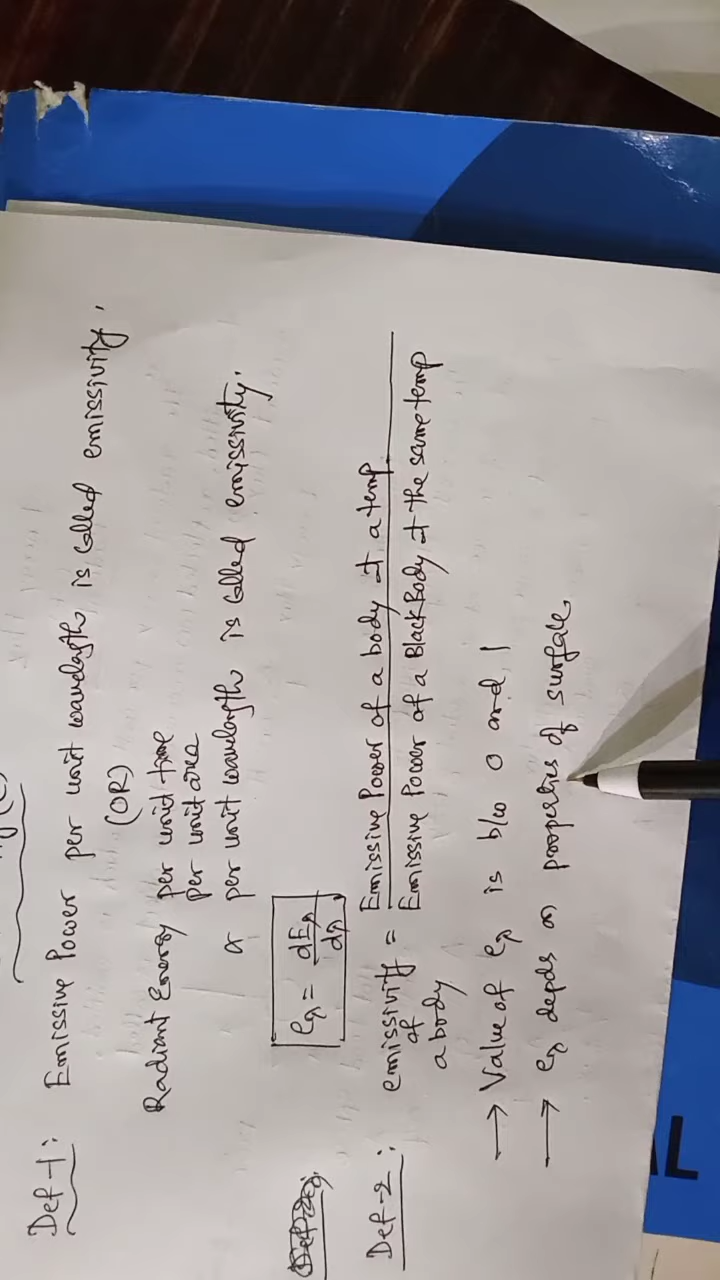 Def-1: Emissive Power per unit wavelength is called emissivity.
(OR)
Radiant Energy per unit time
per unit area
& per unit wavelength is called emissivity.
eλ = dEλ/dλ
Def-2: emissivity of a body = Emissive Power of a body at a temp / Emissive Power of a Black Body at the same temp
→ Value of eλ is b/w 0 and 1
→ eλ depds on properties of surface
AL